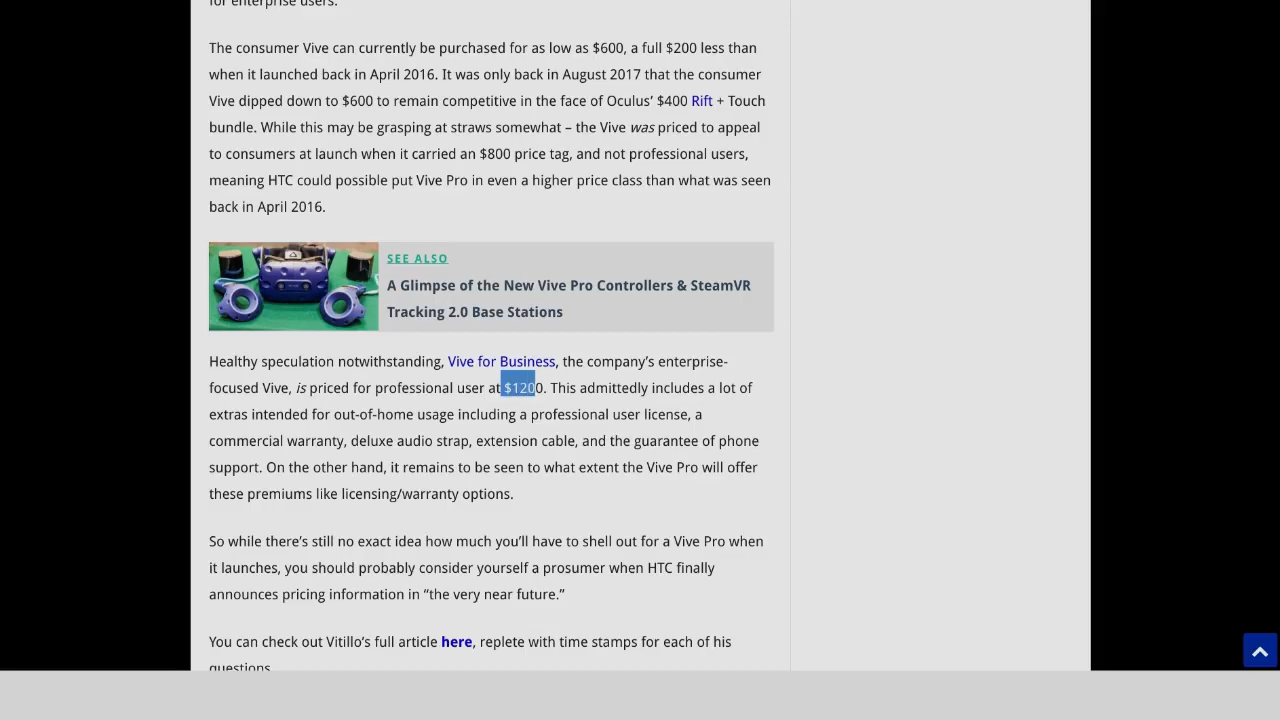 for enterprise users.
The consumer Vive can currently be purchased for as low as $600, a full $200 less than
when it launched back in April 2016. It was only back in August 2017 that the consumer
Vive dipped down to $600 to remain competitive in the face of Oculus’ $400 Rift + Touch
bundle. While this may be grasping at straws somewhat – the Vive was priced to appeal
to consumers at launch when it carried an $800 price tag, and not professional users,
meaning HTC could possible put Vive Pro in even a higher price class than what was seen
back in April 2016.
SEE ALSO
A Glimpse of the New Vive Pro Controllers & SteamVR
Tracking 2.0 Base Stations
Healthy speculation notwithstanding, Vive for Business, the company’s enterprise-
focused Vive, is priced for professional user at $1200. This admittedly includes a lot of
extras intended for out-of-home usage including a professional user license, a
commercial warranty, deluxe audio strap, extension cable, and the guarantee of phone
support. On the other hand, it remains to be seen to what extent the Vive Pro will offer
these premiums like licensing/warranty options.
So while there’s still no exact idea how much you’ll have to shell out for a Vive Pro when
it launches, you should probably consider yourself a prosumer when HTC finally
announces pricing information in “the very near future.”
You can check out Vitillo’s full article here, replete with time stamps for each of his
questions.